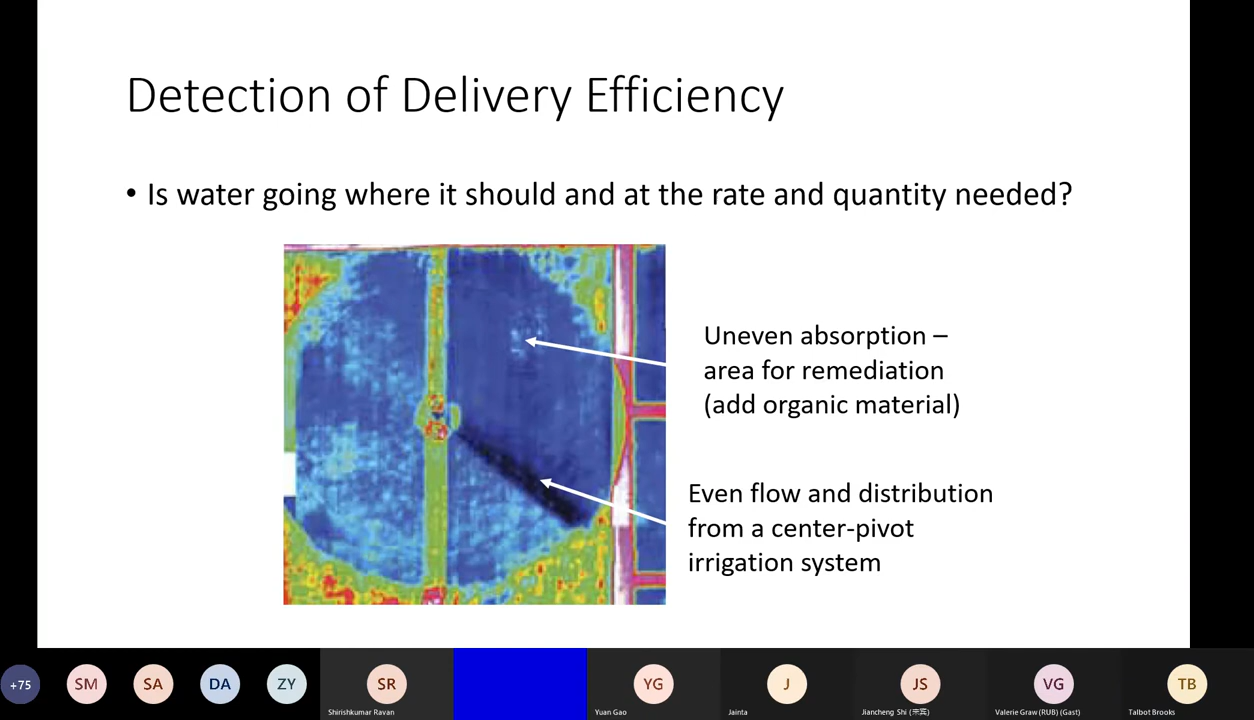 Detection of Delivery Efficiency
• Is water going where it should and at the rate and quantity needed?
Uneven absorption –
area for remediation
(add organic material)
Even flow and distribution
from a center-pivot
irrigation system
+75
SM
SA
DA
ZY
SR
YG
J
JS
VG
TB
Shirishkumar Ravan
Yuan Gao
Jainta
Jiancheng Shi (宋宾)
Valerie Graw (RUB) (Gast)
Talbot Brooks